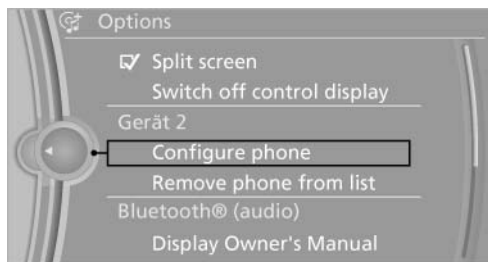 Options
Split screen
Switch off control display
Gerät 2
Configure phone
Remove phone from list
Bluetooth® (audio)
Display Owner's Manual